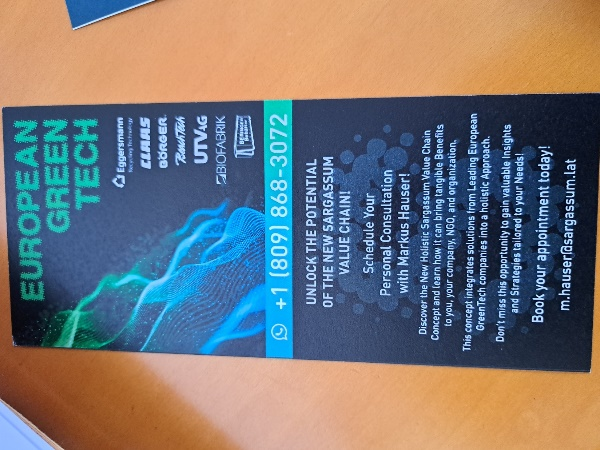 EUROPEAN
GREEN
TECH
Eggersmann
Recycling Technology
CLAAS
BÖRGER
UTV AG
BIOFABRIK
+1 (809) 868-3072
UNLOCK THE POTENTIAL
OF THE NEW SARGASSUM
VALUE CHAIN!
Schedule Your
Personal Consultation
with Markus Hauser!
Discover the New Holistic Sargassum Value Chain
Concept and learn how it can bring tangible Benefits
to you, your company, NGO, and organization.
This concept integrates solutions from Leading European
GreenTech companies into a Holistic Approach.
Don't miss this opportunity to gain valuable Insights
and Strategies tailored to your Needs!
Book your appointment today!
m.hauser@sargassum.lat